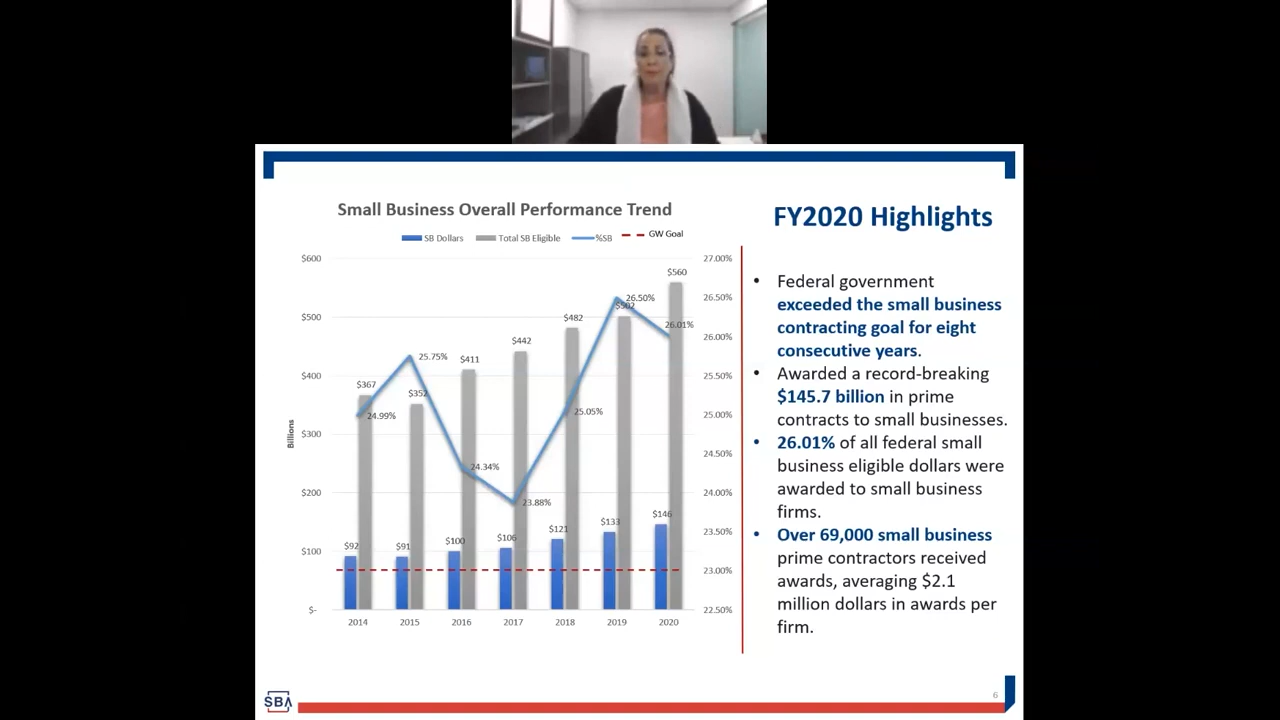 Small Business Overall Performance Trend
SB Dollars Total SB Eligible %SB GW Goal
Billions
$600
$500
$400
$300
$200
$100
$-
27.00%
26.50%
26.00%
25.50%
25.00%
24.50%
24.00%
23.50%
23.00%
22.50%
$367
$352
$411
$442
$482
$502
$560
24.99%
25.75%
24.34%
23.88%
25.05%
26.50%
26.01%
$92
$91
$100
$106
$121
$133
$146
2014 2015 2016 2017 2018 2019 2020
FY2020 Highlights
• Federal government
exceeded the small business
contracting goal for eight
consecutive years.
• Awarded a record-breaking
$145.7 billion in prime
contracts to small businesses.
• 26.01% of all federal small
business eligible dollars were
awarded to small business
firms.
• Over 69,000 small business
prime contractors received
awards, averaging $2.1
million dollars in awards per
firm.
SBA
6